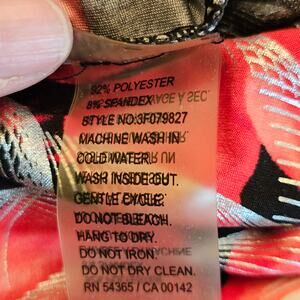 92% POLYESTER
8% SPANDEX
STYLE NO:3F079827
MACHINE WASH IN
COLD WATER.
WASH INSIDE OUT.
GENTLE CYCLE.
DO NOT BLEACH.
HANG TO DRY.
DO NOT IRON.
DO NOT DRY CLEAN.
RN 54365 / CA 00142